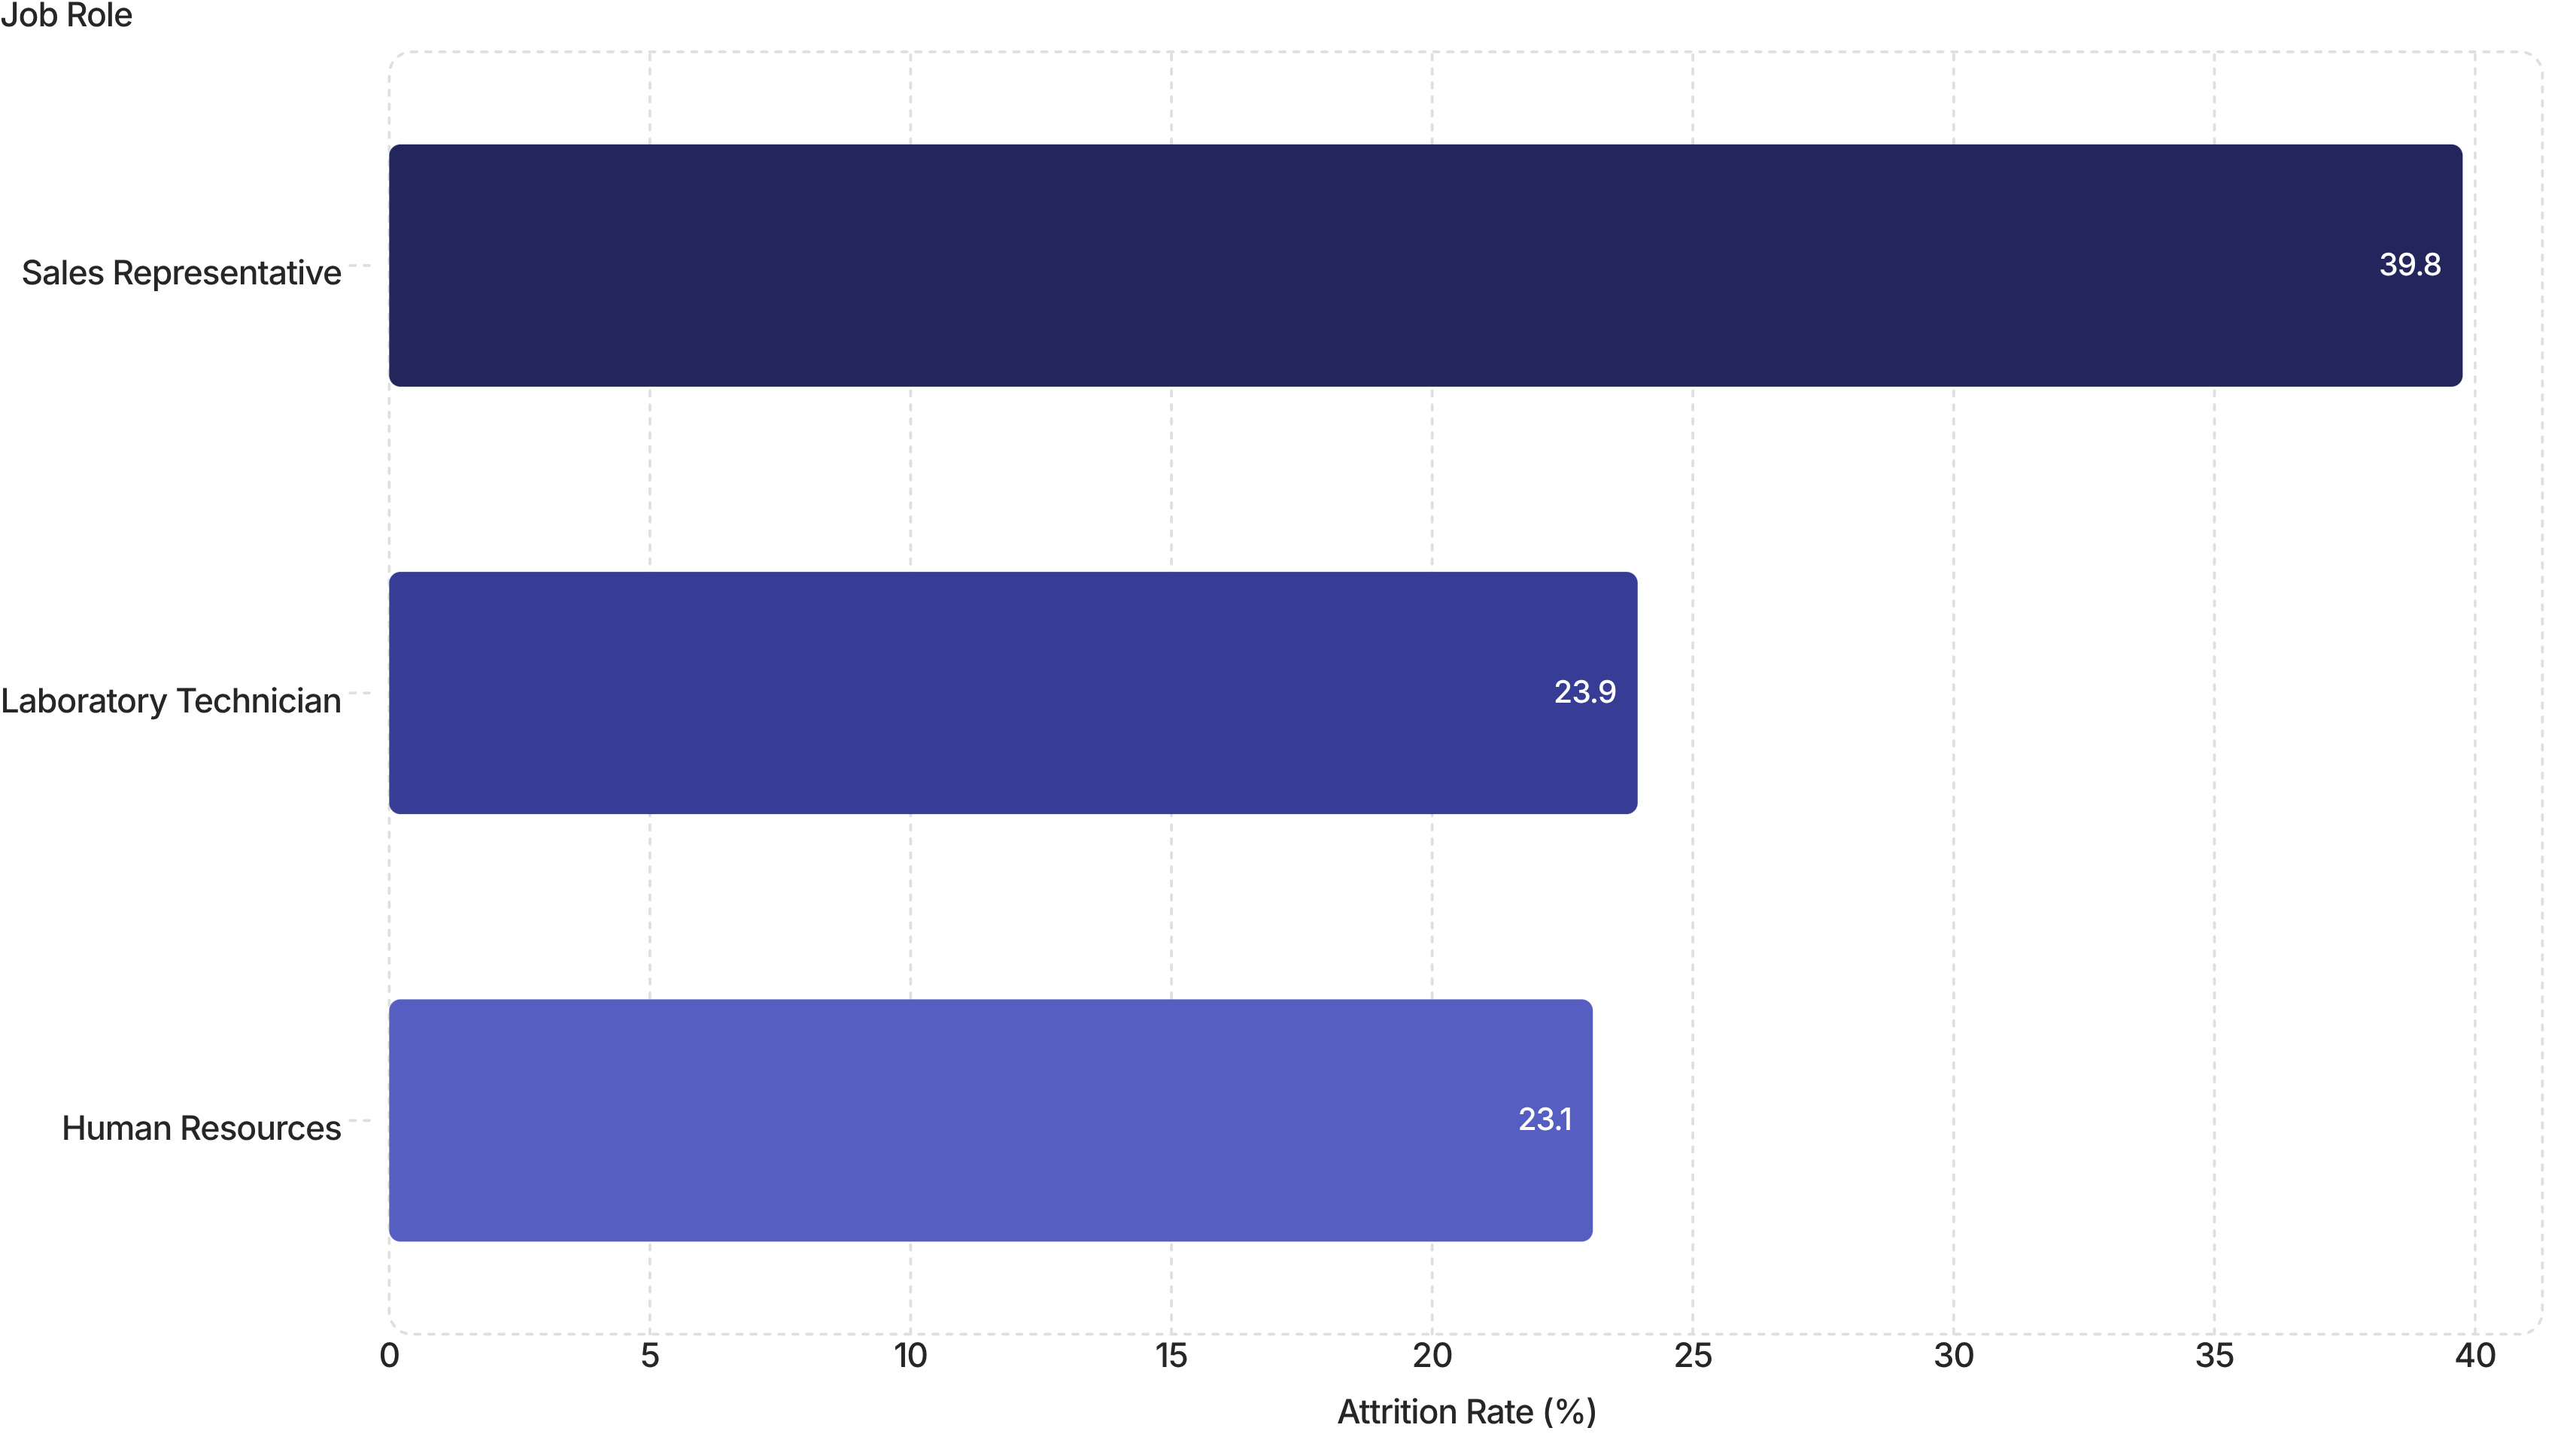 Job Role
Sales Representative
39.8
Laboratory Technician
23.9
Human Resources
23.1
0 5 10 15 20 25 30 35 40
Attrition Rate (%)